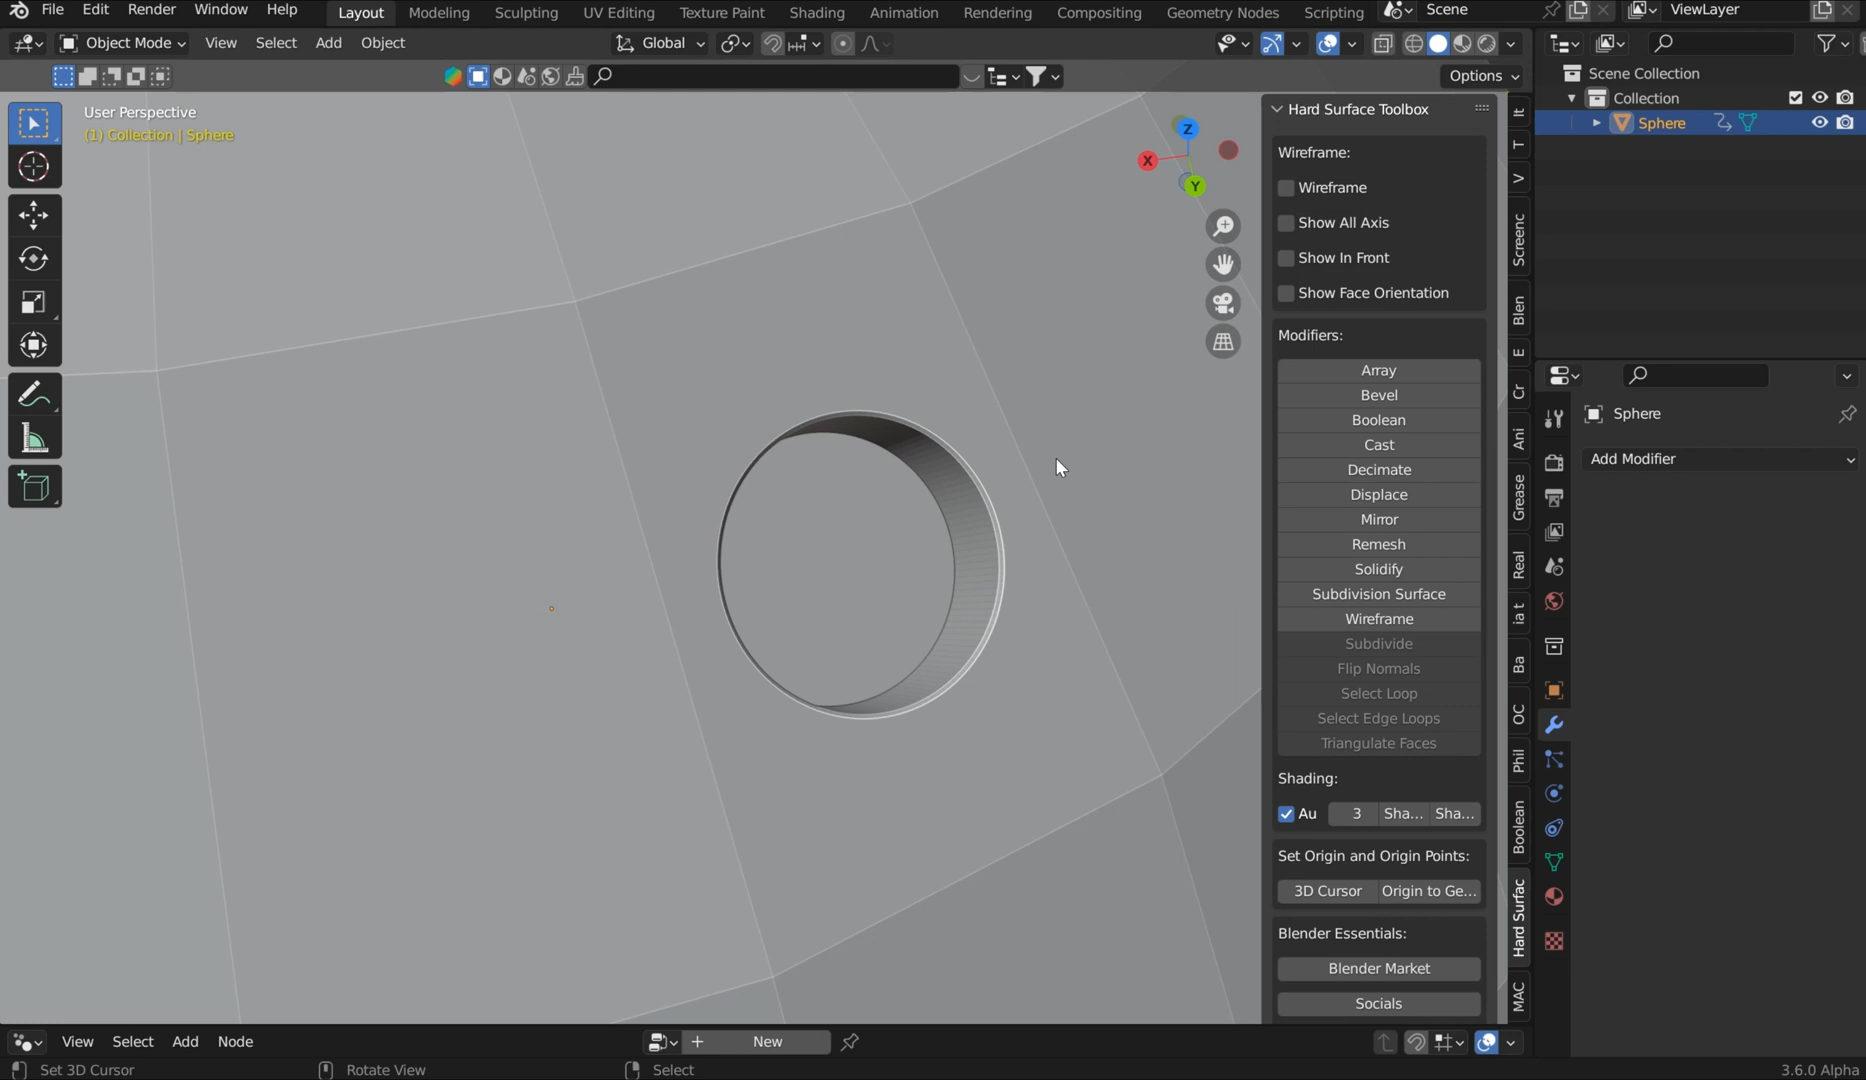 File Edit Render Window Help Layout Modeling Sculpting UV Editing Texture Paint Shading Animation Rendering Compositing Geometry Nodes Scripting Scene ViewLayer
Object Mode View Select Add Object Global
Options
User Perspective
(1) Collection | Sphere
Z
X
Y
Hard Surface Toolbox
Wireframe:
Wireframe
Show All Axis
Show In Front
Show Face Orientation
Modifiers:
Array
Bevel
Boolean
Cast
Decimate
Displace
Mirror
Remesh
Solidify
Subdivision Surface
Wireframe
Subdivide
Flip Normals
Select Loop
Select Edge Loops
Triangulate Faces
Shading:
Au 3 Sha... Sha...
Set Origin and Origin Points:
3D Cursor Origin to Ge...
Blender Essentials:
Blender Market
Socials
It
T
V
Screenc
Blen
E
Cr
Ani
Grease
Real
ia t
Ba
OC
Phil
Boolean
Hard Surfac
MAC
Scene Collection
Collection
Sphere
Sphere
Add Modifier
View Select Add Node New
Set 3D Cursor Rotate View Select 3.6.0 Alpha